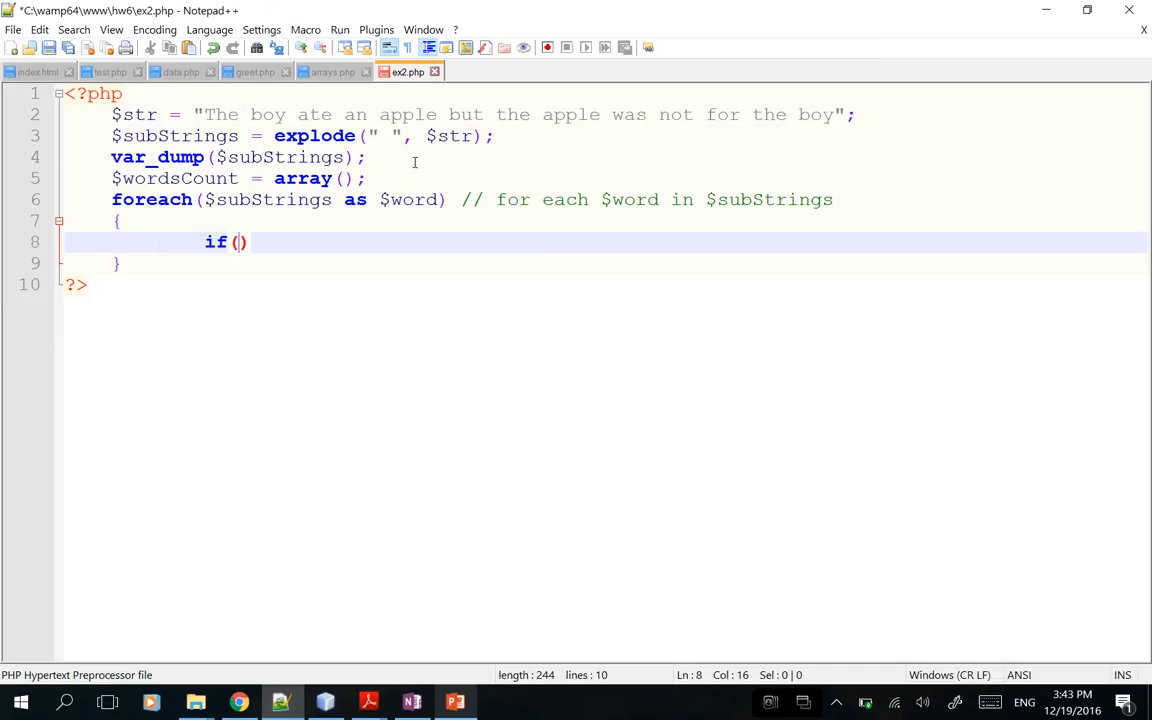 *C:\wamp64\www\hw6\ex2.php - Notepad++
File Edit Search View Encoding Language Settings Macro Run Plugins Window ? X
index.html test.php data.php greet.php arrays.php ex2.php
1 <?php
2 $str = "The boy ate an apple but the apple was not for the boy";
3 $subStrings = explode(" ", $str);
4 var_dump($subStrings);
5 $wordsCount = array();
6 foreach($subStrings as $word) // for each $word in $subStrings
7 {
8 if()
9 }
10 ?>
PHP Hypertext Preprocessor file length : 244 lines : 10 Ln : 8 Col : 16 Sel : 0 | 0 Windows (CR LF) ANSI INS
ENG 3:43 PM
12/19/2016